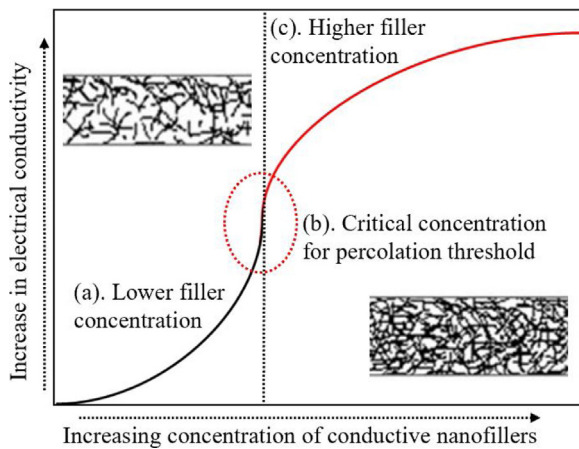 (c). Higher filler
concentration
(b). Critical concentration
for percolation threshold
(a). Lower filler
concentration
Increase in electrical conductivity
Increasing concentration of conductive nanofillers